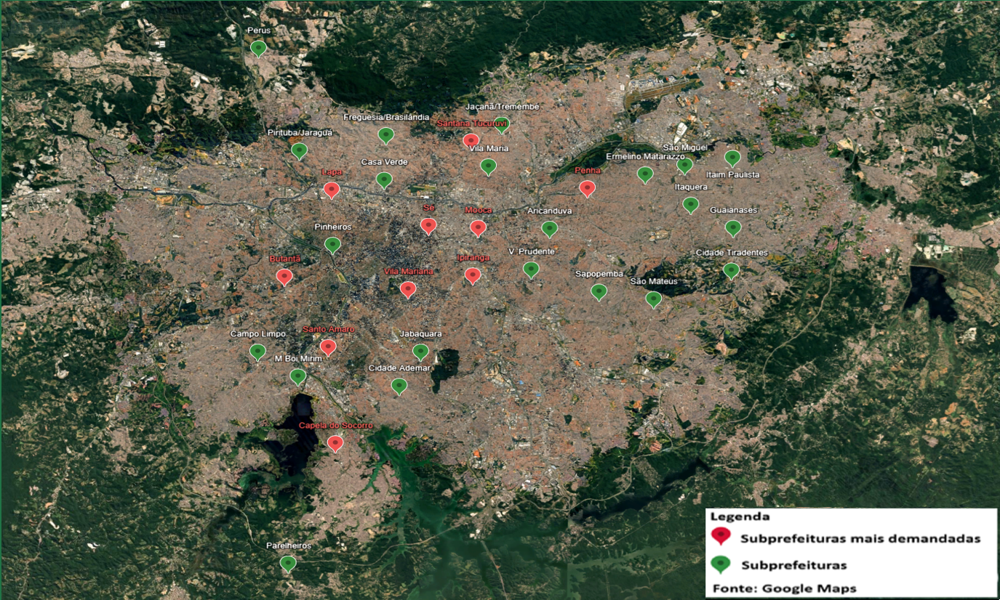 Perus
Jaçanã/Tremembé
Freguesia/Brasilândia
Santana Tucuruvi
Pirituba/Jaraguá
Vila Maria
São Miguel
Ermelino Matarazzo
Casa Verde
Lapa
Penha
Itaim Paulista
Itaquera
Sé
Mooca
Aricanduva
Guaianases
Pinheiros
V. Prudente
Cidade Tiradentes
Butantã
Ipiranga
Vila Mariana
Sapopemba
São Mateus
Campo Limpo
Santo Amaro
Jabaquara
M Boi Mirim
Cidade Ademar
Capela do Socorro
Parelheiros
Legenda
Subprefeituras mais demandadas
Subprefeituras
Fonte: Google Maps